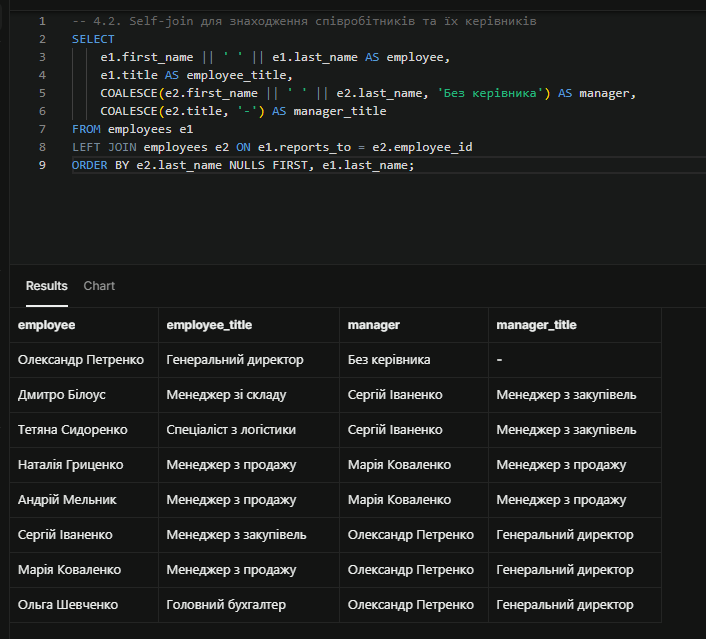 1 -- 4.2. Self-join для знаходження співробітників та їх керівників
2 SELECT
3 e1.first_name || ' ' || e1.last_name AS employee,
4 e1.title AS employee_title,
5 COALESCE(e2.first_name || ' ' || e2.last_name, 'Без керівника') AS manager,
6 COALESCE(e2.title, '-') AS manager_title
7 FROM employees e1
8 LEFT JOIN employees e2 ON e1.reports_to = e2.employee_id
9 ORDER BY e2.last_name NULLS FIRST, e1.last_name;
Results Chart
employee employee_title manager manager_title
Олександр Петренко Генеральний директор Без керівника -
Дмитро Білоус Менеджер зі складу Сергій Іваненко Менеджер з закупівель
Тетяна Сидоренко Спеціаліст з логістики Сергій Іваненко Менеджер з закупівель
Наталія Гриценко Менеджер з продажу Марія Коваленко Менеджер з продажу
Андрій Мельник Менеджер з продажу Марія Коваленко Менеджер з продажу
Сергій Іваненко Менеджер з закупівель Олександр Петренко Генеральний директор
Марія Коваленко Менеджер з продажу Олександр Петренко Генеральний директор
Ольга Шевченко Головний бухгалтер Олександр Петренко Генеральний директор